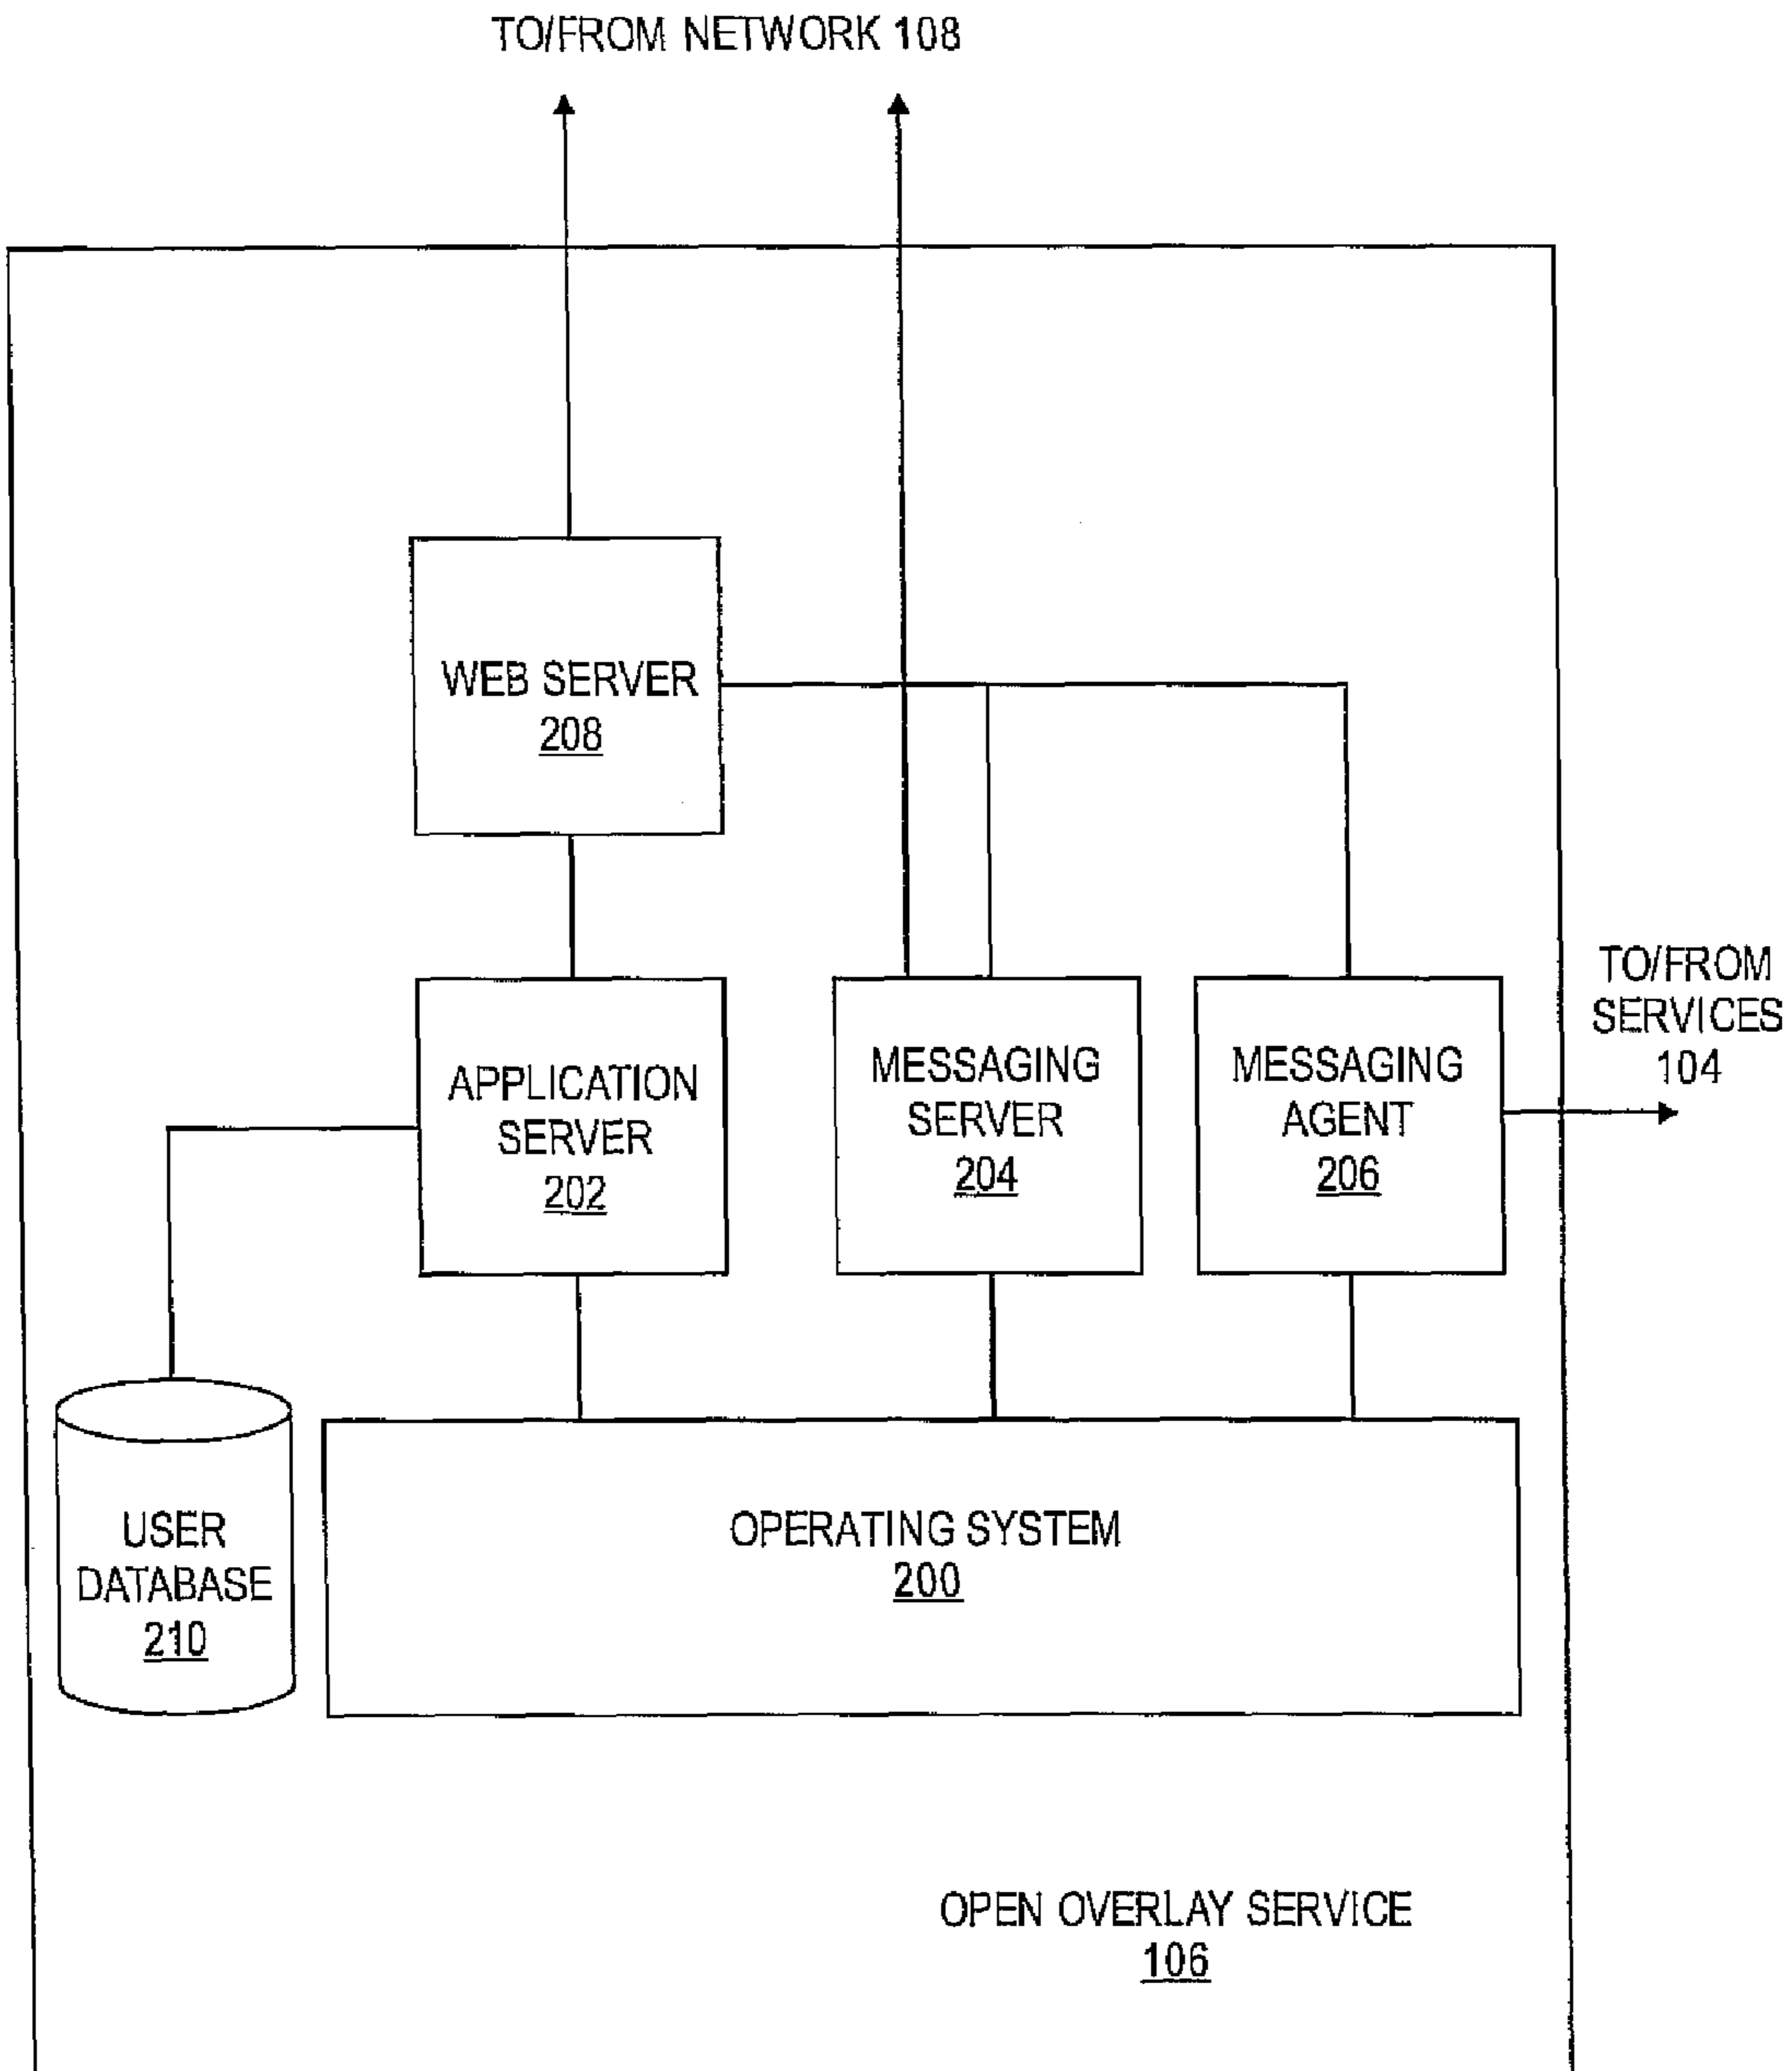 TO/FROM NETWORK 108
WEB SERVER
208
TO/FROM
SERVICES
104
APPLICATION
SERVER
202
MESSAGING
SERVER
204
MESSAGING
AGENT
206
USER
DATABASE
210
OPERATING SYSTEM
200
OPEN OVERLAY SERVICE
106